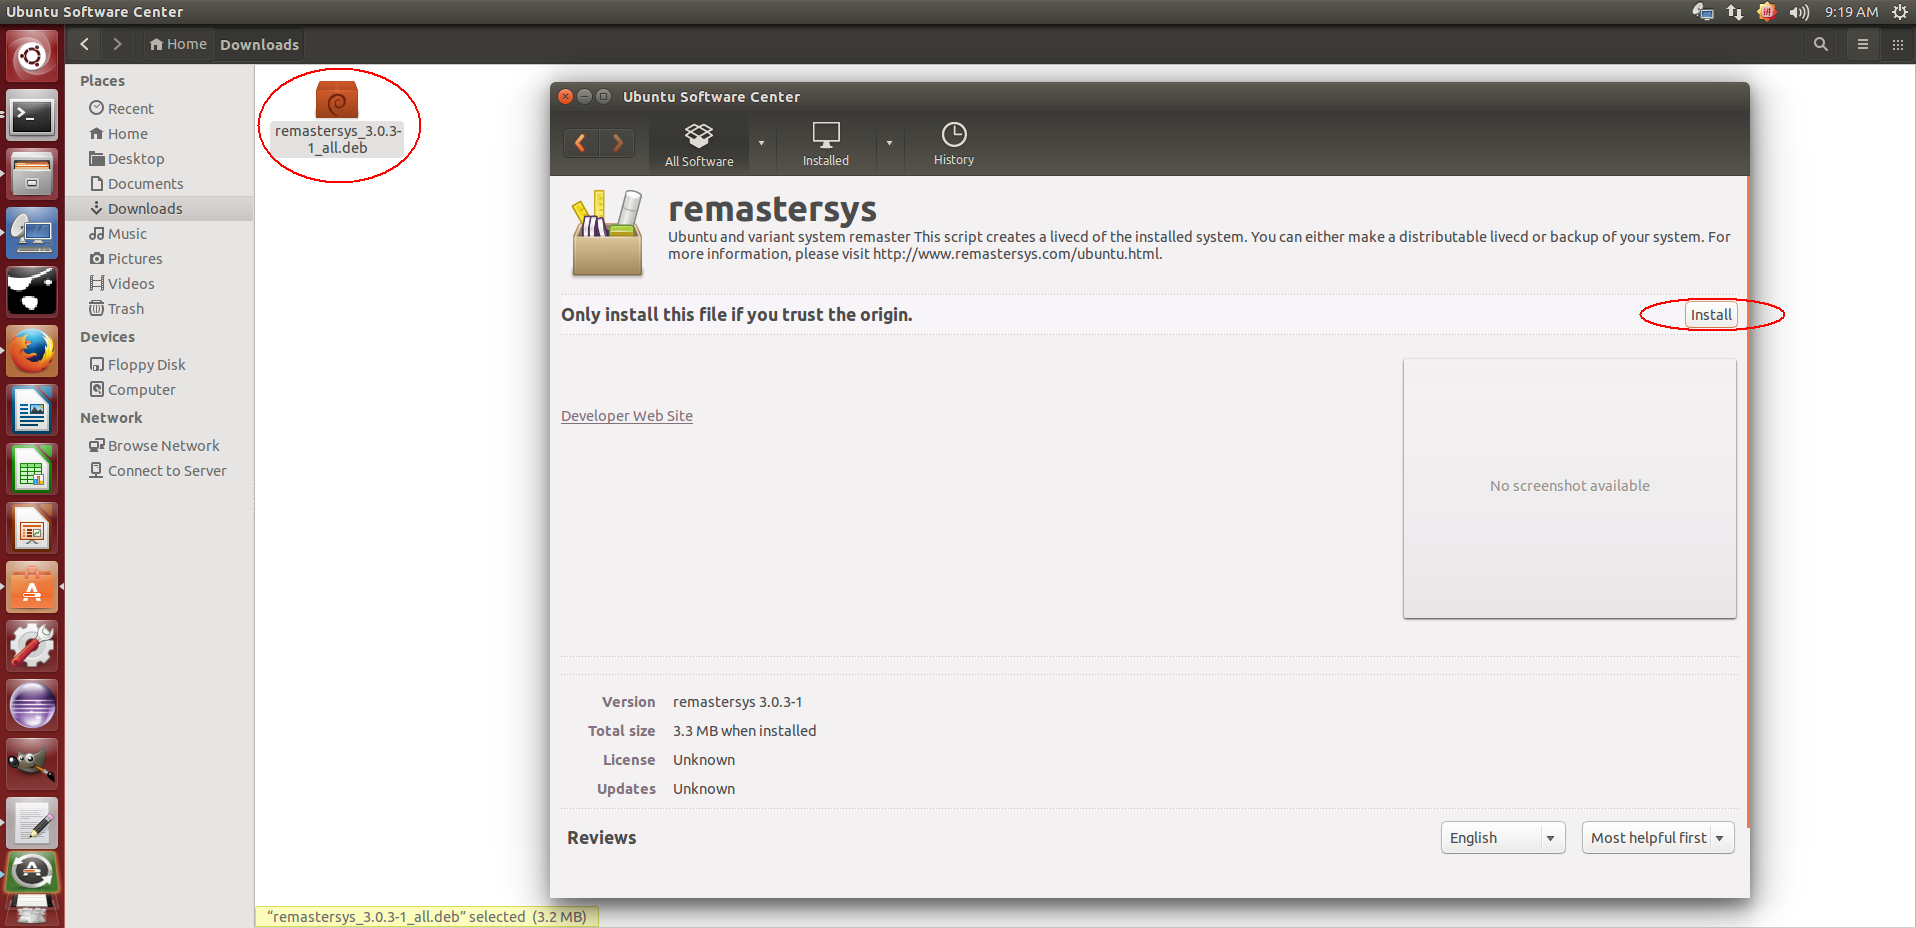 Ubuntu Software Center
9:19 AM
Home
Downloads
Places
Recent
Home
Desktop
Documents
Downloads
Music
Pictures
Videos
Trash
Devices
Floppy Disk
Computer
Network
Browse Network
Connect to Server
remastersys_3.0.3-
1_all.deb
Ubuntu Software Center
All Software
Installed
History
remastersys
Ubuntu and variant system remaster This script creates a livecd of the installed system. You can either make a distributable livecd or backup of your system. For
more information, please visit http://www.remastersys.com/ubuntu.html.
Only install this file if you trust the origin.
Install
Developer Web Site
No screenshot available
Version remastersys 3.0.3-1
Total size 3.3 MB when installed
License Unknown
Updates Unknown
Reviews
English
Most helpful first
“remastersys_3.0.3-1_all.deb” selected (3.2 MB)